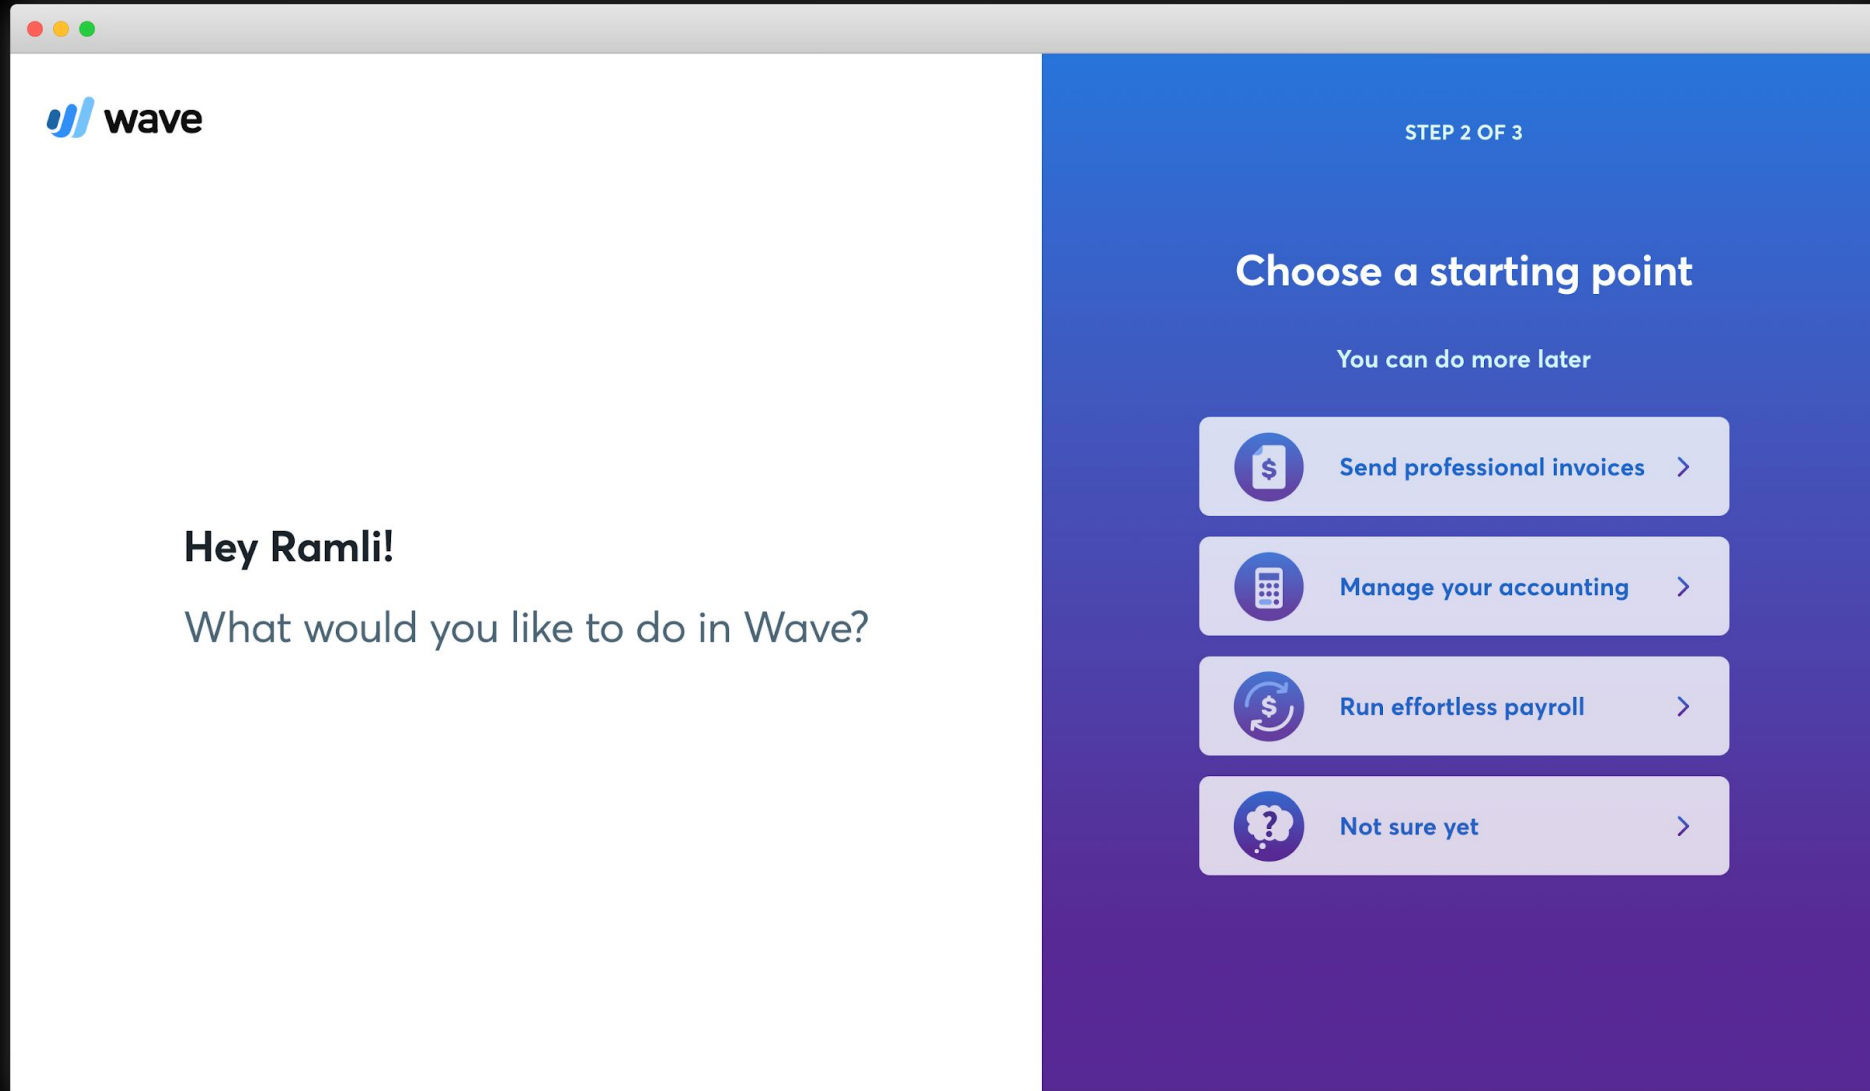 wave
Hey Ramli!
What would you like to do in Wave?
STEP 2 OF 3
Choose a starting point
You can do more later
$ Send professional invoices
Manage your accounting
$ Run effortless payroll
? Not sure yet